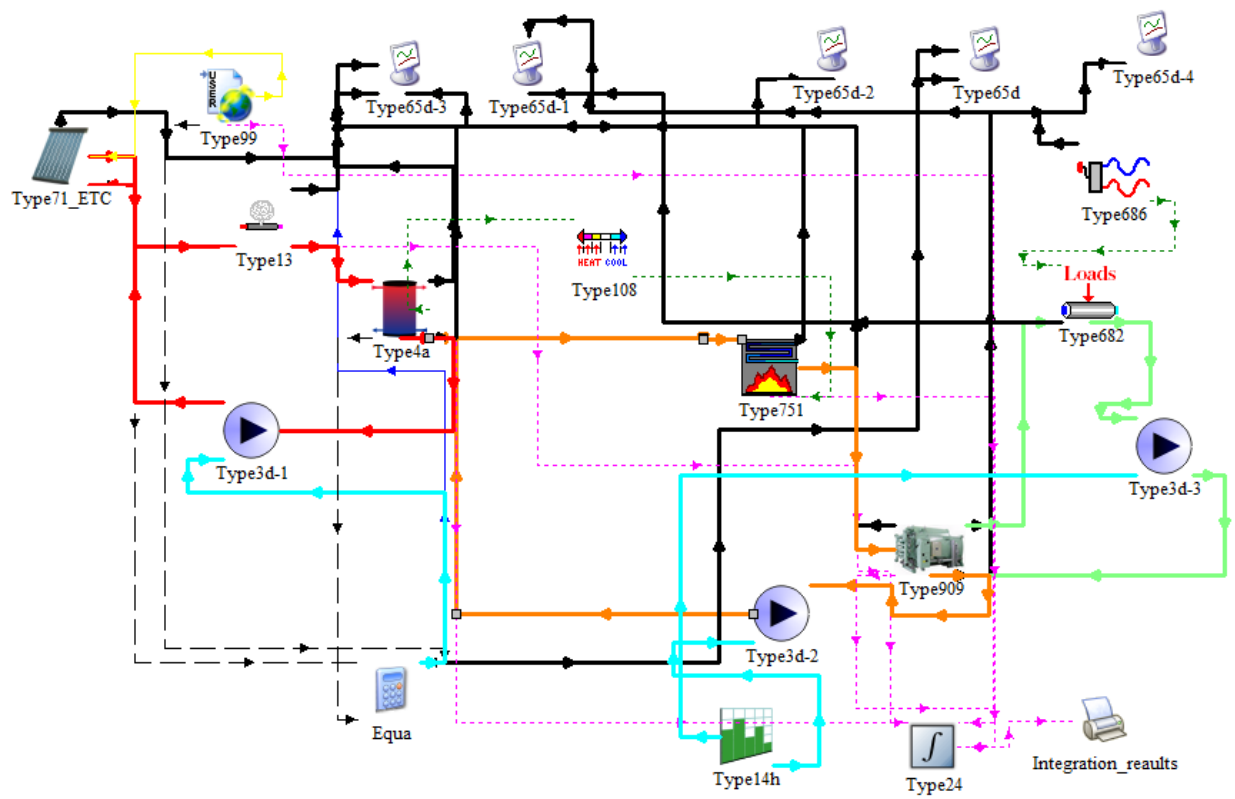 Type65d-3
Type65d-1
Type65d-2
Type65d
Type65d-4
USER
Type99
Type71_ETC
Type686
Type13
HEAT COOL
Type108
Loads
Type682
Type4a
Type751
Type3d-1
Type3d-3
Type909
Type3d-2
Equa
Type14h
∫
Type24
Integration_reaults